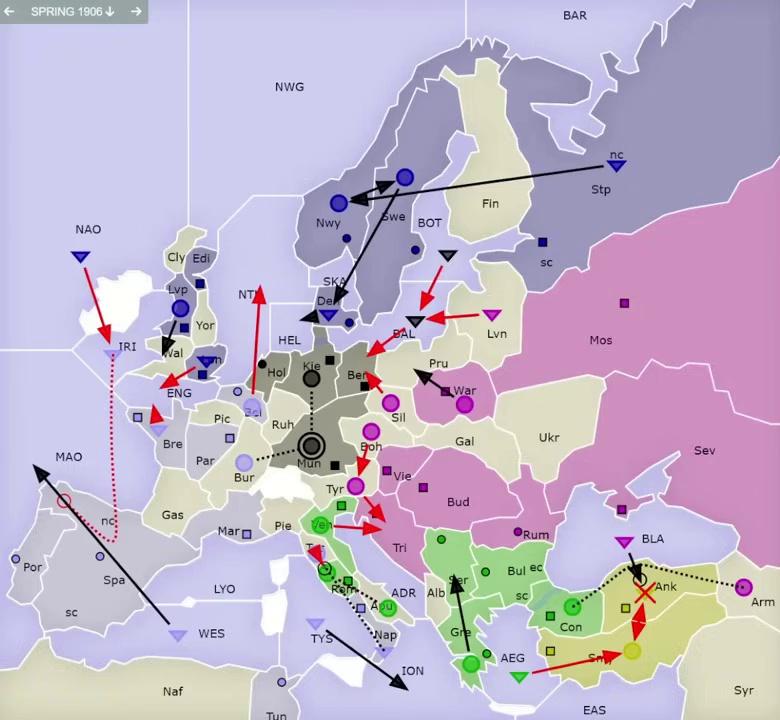 ← SPRING 1906↓ →
BAR
NWG
nc
Stp
Fin
NAO
Nwy
Swe
BOT
Cly
Edi
sc
SKA
Lvp
Den
Mos
Yor
IRI
HEL
BAL
Lvn
Wal
Hol
Kie
Ber
Pru
ENG
War
Bel
Pic
Ruh
Sil
Ukr
Bre
Boh
Gal
Par
Mun
Sev
MAO
Bur
Tyr
Vie
Bud
nc
Gas
Ven
Mar
Pie
Tri
Rum
BLA
Por
Spa
Tus
LYO
Rom
ADR
Ser
Bul
ec
sc
Ank
Alb
Apu
Arm
sc
Con
WES
Nap
Gre
TYS
AEG
Smy
ION
Naf
Syr
Tun
EAS